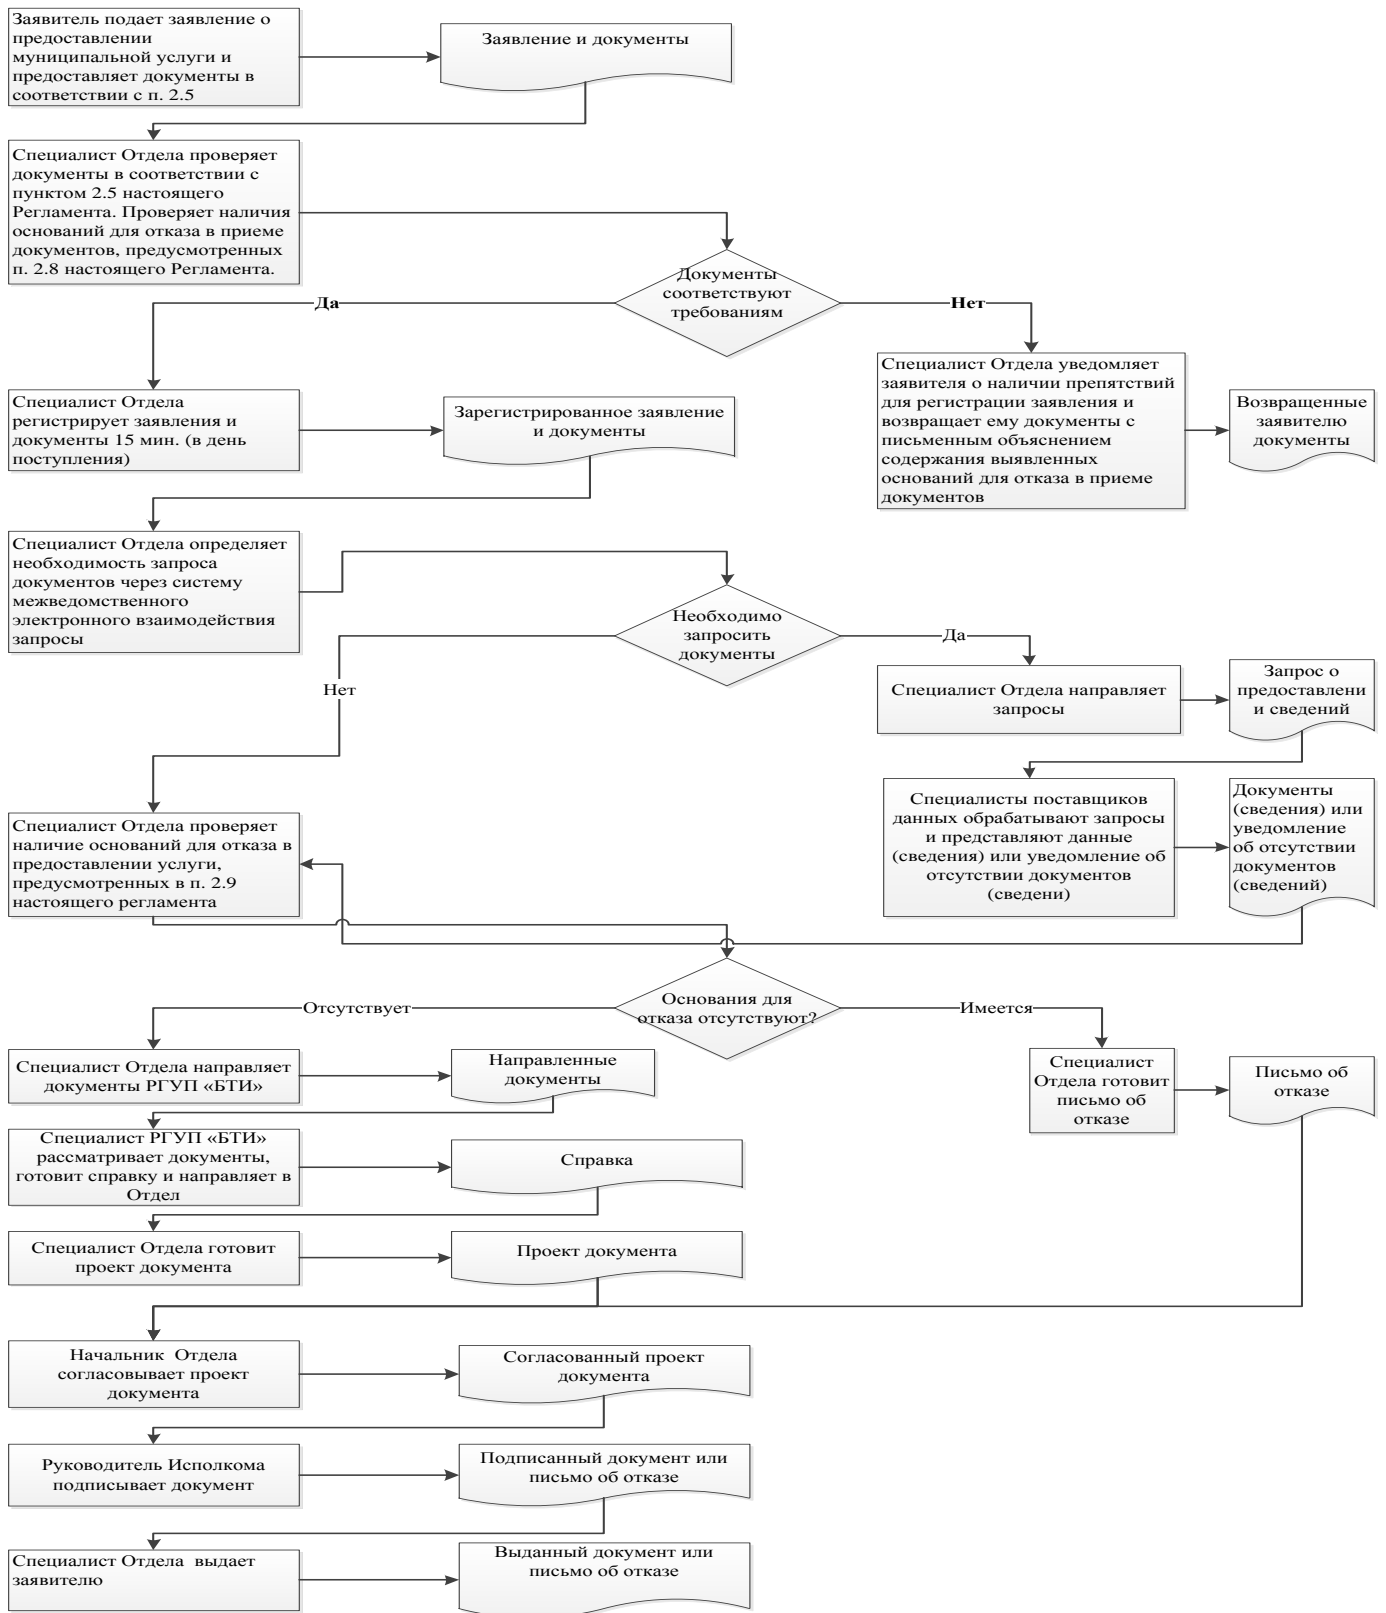 Заявитель подает заявление о
предоставлении
муниципальной услуги и
предоставляет документы в
соответствии с п. 2.5
Заявление и документы
Специалист Отдела проверяет
документы в соответствии с
пунктом 2.5 настоящего
Регламента. Проверяет наличия
оснований для отказа в приеме
документов, предусмотренных
п. 2.8 настоящего Регламента.
Документы
соответствуют
требованиям
Да
Нет
Специалист Отдела
регистрирует заявления и
документы 15 мин. (в день
поступления)
Зарегистрированное заявление
и документы
Специалист Отдела уведомляет
заявителя о наличии препятствий
для регистрации заявления и
возвращает ему документы с
письменным объяснением
содержания выявленных
оснований для отказа в приеме
документов
Возвращенные
заявителю
документы
Специалист Отдела определяет
необходимость запроса
документов через систему
межведомственного
электронного взаимодействия
запросы
Необходимо
запросить
документы
Да
Нет
Специалист Отдела направляет
запросы
Запрос о
предоставлени
и сведений
Специалисты поставщиков
данных обрабатывают запросы
и представляют данные
(сведения) или уведомление об
отсутствии документов
(сведени)
Документы
(сведения) или
уведомление
об отсутствии
документов
(сведений)
Специалист Отдела проверяет
наличие оснований для отказа в
предоставлении услуги,
предусмотренных в п. 2.9
настоящего регламента
Основания для
отказа отсутствуют?
Отсутствует
Имеется
Специалист Отдела направляет
документы РГУП «БТИ»
Направленные
документы
Специалист
Отдела готовит
письмо об
отказе
Письмо об
отказе
Специалист РГУП «БТИ»
рассматривает документы,
готовит справку и направляет в
Отдел
Справка
Специалист Отдела готовит
проект документа
Проект документа
Начальник  Отдела
согласовывает проект
документа
Согласованный проект
документа
Руководитель Исполкома
подписывает документ
Подписанный документ или
письмо об отказе
Специалист Отдела  выдает
заявителю
Выданный документ или
письмо об отказе